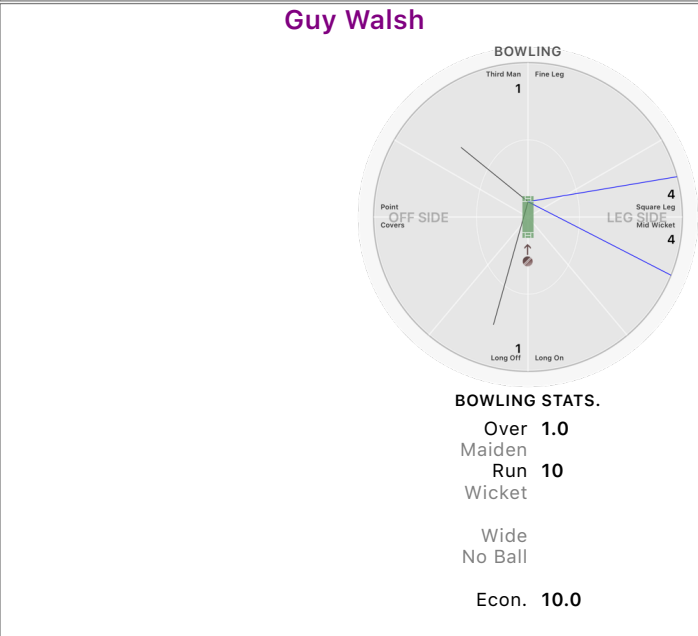 Guy Walsh
BOWLING
Third Man Fine Leg
1
4
Point Square Leg
OFF SIDE LEG SIDE
Covers Mid Wicket
4
1
Long Off Long On
BOWLING STATS.
Over 1.0
Maiden
Run 10
Wicket
Wide
No Ball
Econ. 10.0